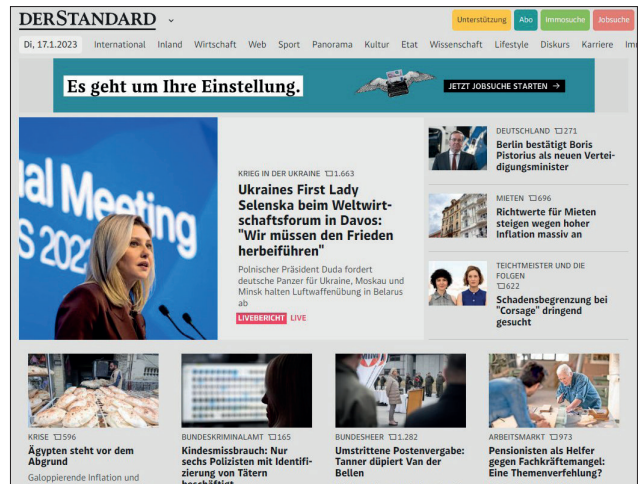 DERSTANDARD
Unterstützung
Abo
Immosuche
Jobsuche
Di, 17.1.2023 International Inland Wirtschaft Web Sport Panorama Kultur Etat Wissenschaft Lifestyle Diskurs Karriere
Es geht um Ihre Einstellung.
JETZT JOBSUCHE STARTEN →
al Meeting
S 202
KRIEG IN DER UKRAINE 1.663
Ukraines First Lady
Selenska beim Weltwirt-
schaftsforum in Davos:
"Wir müssen den Frieden
herbeiführen"
Polnischer Präsident Duda fordert
deutsche Panzer für Ukraine, Moskau und
Minsk halten Luftwaffenübung in Belarus
ab
LIVEBERICHT LIVE
DEUTSCHLAND 271
Berlin bestätigt Boris
Pistorius als neuen Vertei-
digungsminister
MIETEN 696
Richtwerte für Mieten
steigen wegen hoher
Inflation massiv an
TEICHTMEISTER UND DIE
FOLGEN
622
Schadensbegrenzung bei
"Corsage" dringend
gesucht
KRISE 596
Ägypten steht vor dem
Abgrund
Galoppierende Inflation und
BUNDESKRIMINALAMT 165
Kindesmissbrauch: Nur
sechs Polizisten mit Identifi-
zierung von Tätern
beschäftigt
BUNDESHEER 1.282
Umstrittene Postenvergabe:
Tanner düpiert Van der
Bellen
ARBEITSMARKT 973
Pensionisten als Helfer
gegen Fachkräftemangel:
Eine Themenverfehlung?